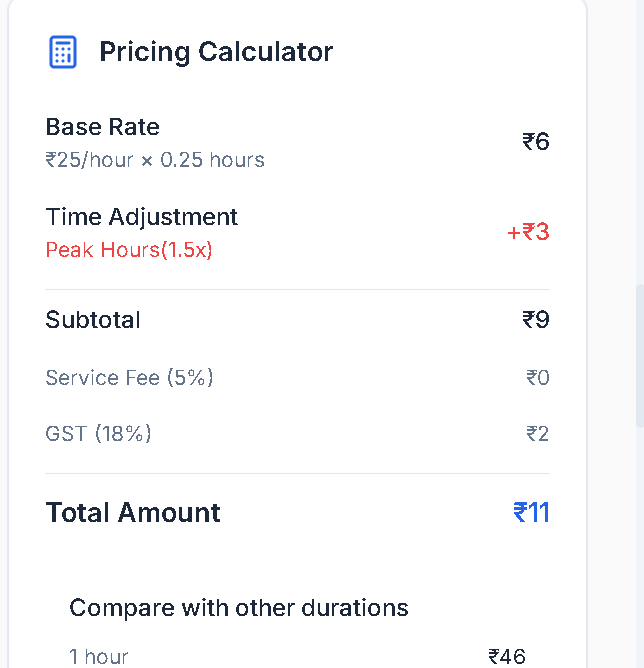 Pricing Calculator
Base Rate
₹25/hour × 0.25 hours
₹6
Time Adjustment
Peak Hours(1.5x)
+₹3
Subtotal
₹9
Service Fee (5%)
₹0
GST (18%)
₹2
Total Amount
₹11
Compare with other durations
1 hour
₹46